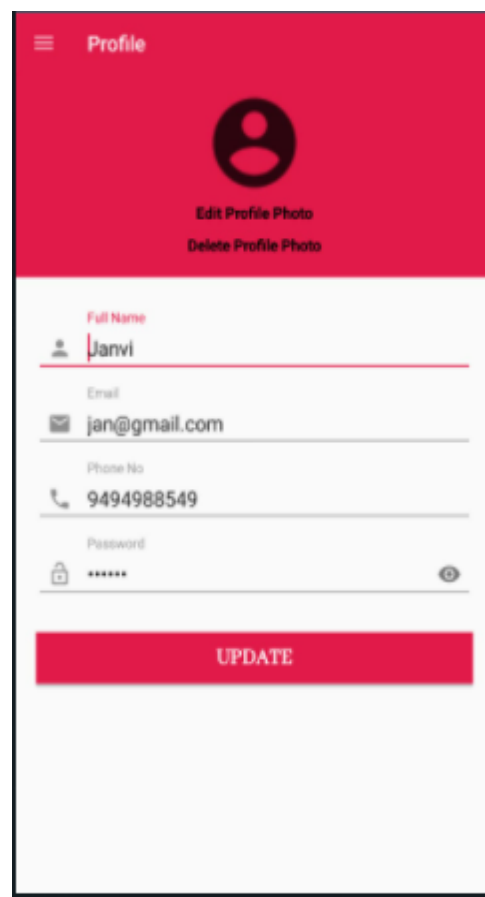 Profile
Edit Profile Photo
Delete Profile Photo
Full Name
Janvi
Email
jan@gmail.com
Phone No
9494988549
Password
••••••
UPDATE